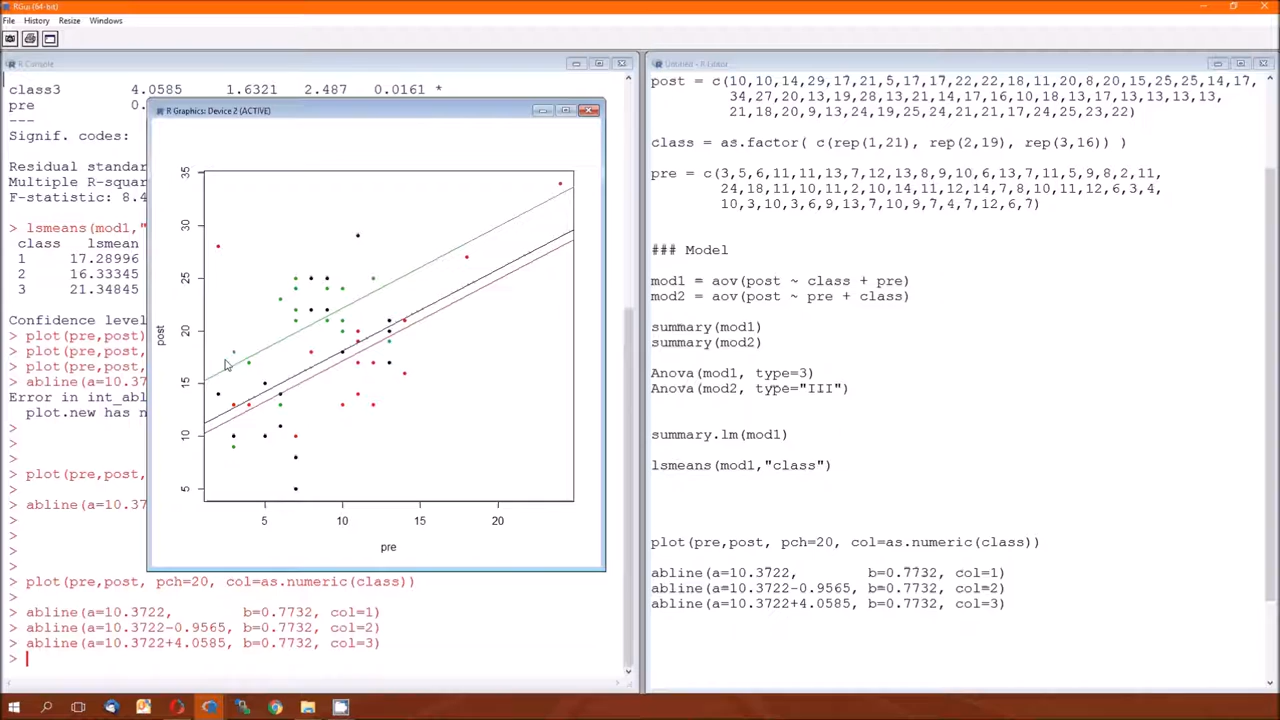 RGui (64-bit)
File History Resize Windows
R Console
class3 4.0585 1.6321 2.487 0.0161 *
pre 0.
---
Signif. codes:
Residual standar
Multiple R-squar
F-statistic: 8.4
> lsmeans(mod1,"
class lsmean
1 17.28996
2 16.33345
3 21.34845
Confidence level
> plot(pre,post)
> plot(pre,post,
> plot(pre,post,
> abline(a=10.37
Error in int_abl
plot.new has n
>
>
>
> plot(pre,post,
>
> abline(a=10.37
>
>
>
>
> plot(pre,post, pch=20, col=as.numeric(class))
>
> abline(a=10.3722, b=0.7732, col=1)
> abline(a=10.3722-0.9565, b=0.7732, col=2)
> abline(a=10.3722+4.0585, b=0.7732, col=3)
>
R Graphics: Device 2 (ACTIVE)
35
30
25
20
15
10
5
post
5 10 15 20
pre
Untitled - R Editor
post = c(10,10,14,29,17,21,5,17,17,22,22,18,11,20,8,20,15,25,25,14,17,
34,27,20,13,19,28,13,21,14,17,16,10,18,13,17,13,13,13,13,
21,18,20,9,13,24,19,25,24,21,21,17,24,25,23,22)
class = as.factor( c(rep(1,21), rep(2,19), rep(3,16)) )
pre = c(3,5,6,11,11,13,7,12,13,8,9,10,6,13,7,11,5,9,8,2,11,
24,18,11,10,11,2,10,14,11,12,14,7,8,10,11,12,6,3,4,
10,3,10,3,6,9,13,7,10,9,7,4,7,12,6,7)
### Model
mod1 = aov(post ~ class + pre)
mod2 = aov(post ~ pre + class)
summary(mod1)
summary(mod2)
Anova(mod1, type=3)
Anova(mod2, type="III")
summary.lm(mod1)
lsmeans(mod1,"class")
plot(pre,post, pch=20, col=as.numeric(class))
abline(a=10.3722, b=0.7732, col=1)
abline(a=10.3722-0.9565, b=0.7732, col=2)
abline(a=10.3722+4.0585, b=0.7732, col=3)